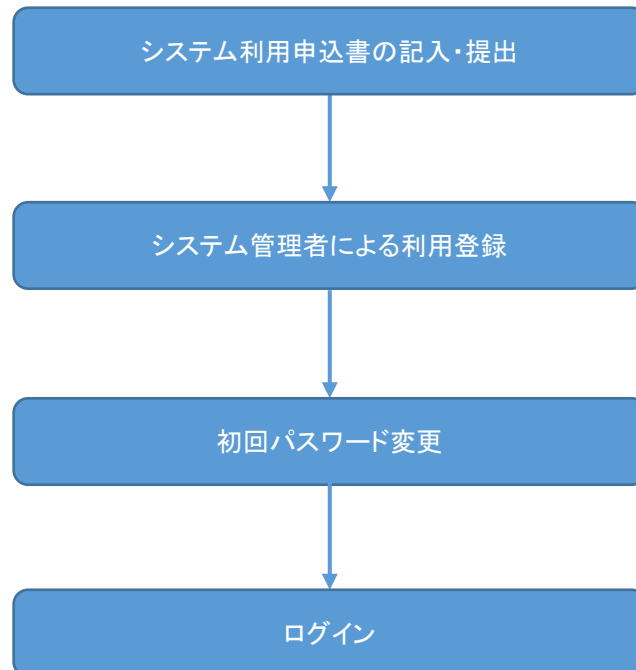 システム利用申込書の記入・提出
システム管理者による利用登録
初回パスワード変更
ログイン